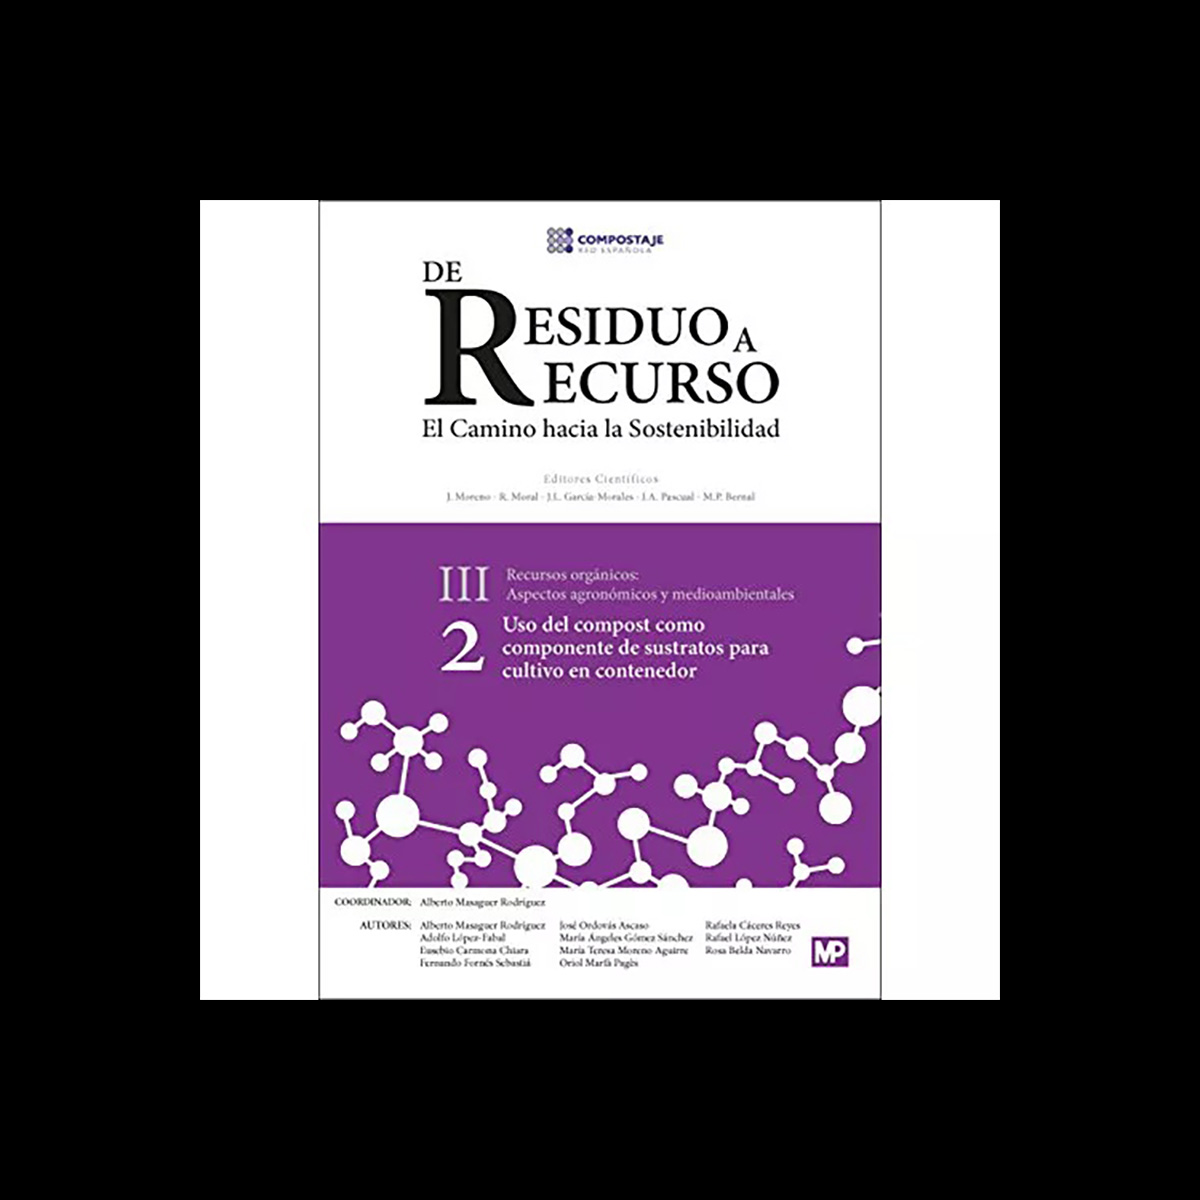 COMPOSTAJE
RED ESPAÑOLA
DE
RESIDUO A
RECURSO
El Camino hacia la Sostenibilidad
Editores Científicos
J. Moreno · R. Moral · J.L. García-Morales · J.A. Pascual · M.P. Bernal
III Recursos orgánicos:
Aspectos agronómicos y medioambientales
2 Uso del compost como
componente de sustratos para
cultivo en contenedor
COORDINADOR: Alberto Masaguer Rodríguez
AUTORES: Alberto Masaguer Rodríguez José Ordovás Ascaso Rafaela Cáceres Reyes
Adolfo López-Fabal María Ángeles Gómez Sánchez Rafael López Núñez
Eusebio Carmona Chiara María Teresa Moreno Aguirre Rosa Belda Navarro
Fernando Fornés Sebastiá Oriol Marfà Pagès
MP